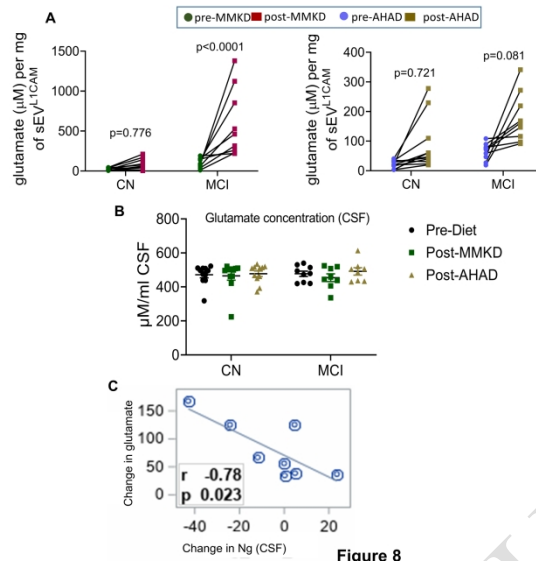 A
pre-MMKD post-MMKD pre-AHAD post-AHAD
glutamate (μM) per mg
of sEVL1CAM
1500
1000
500
0
p=0.776
p<0.0001
CN
MCI
glutamate (μM) per mg
of sEVL1CAM
400
300
200
100
0
p=0.721
p=0.081
CN
MCI
B
Glutamate concentration (CSF)
μM/ml CSF
800
600
400
200
0
CN
MCI
Pre-Diet
Post-MMKD
Post-AHAD
C
Change in glutamate
150
100
50
0
r -0.78
p 0.023
-40 -20 0 20
Change in Ng (CSF)
Figure 8